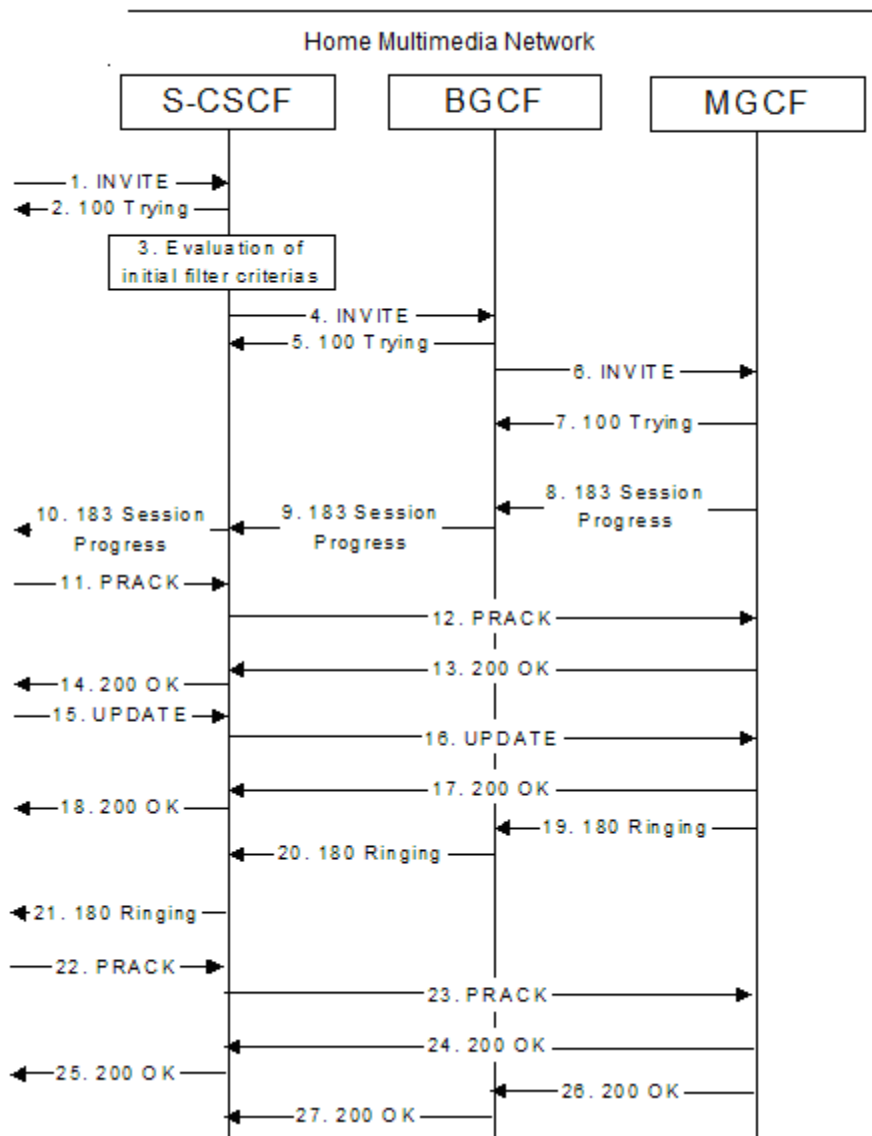 Home Multimedia Network
S-CSCF
BGCF
MGCF
1. INVITE
2. 100 Trying
3. Evaluation of
initial filter criterias
4. INVITE
5. 100 Trying
6. INVITE
7. 100 Trying
8. 183 Session
Progress
9. 183 Session
Progress
10. 183 Session
Progress
11. PRACK
12. PRACK
13. 200 OK
14. 200 OK
15. UPDATE
16. UPDATE
17. 200 OK
18. 200 OK
19. 180 Ringing
20. 180 Ringing
21. 180 Ringing
22. PRACK
23. PRACK
24. 200 OK
25. 200 OK
26. 200 OK
27. 200 OK